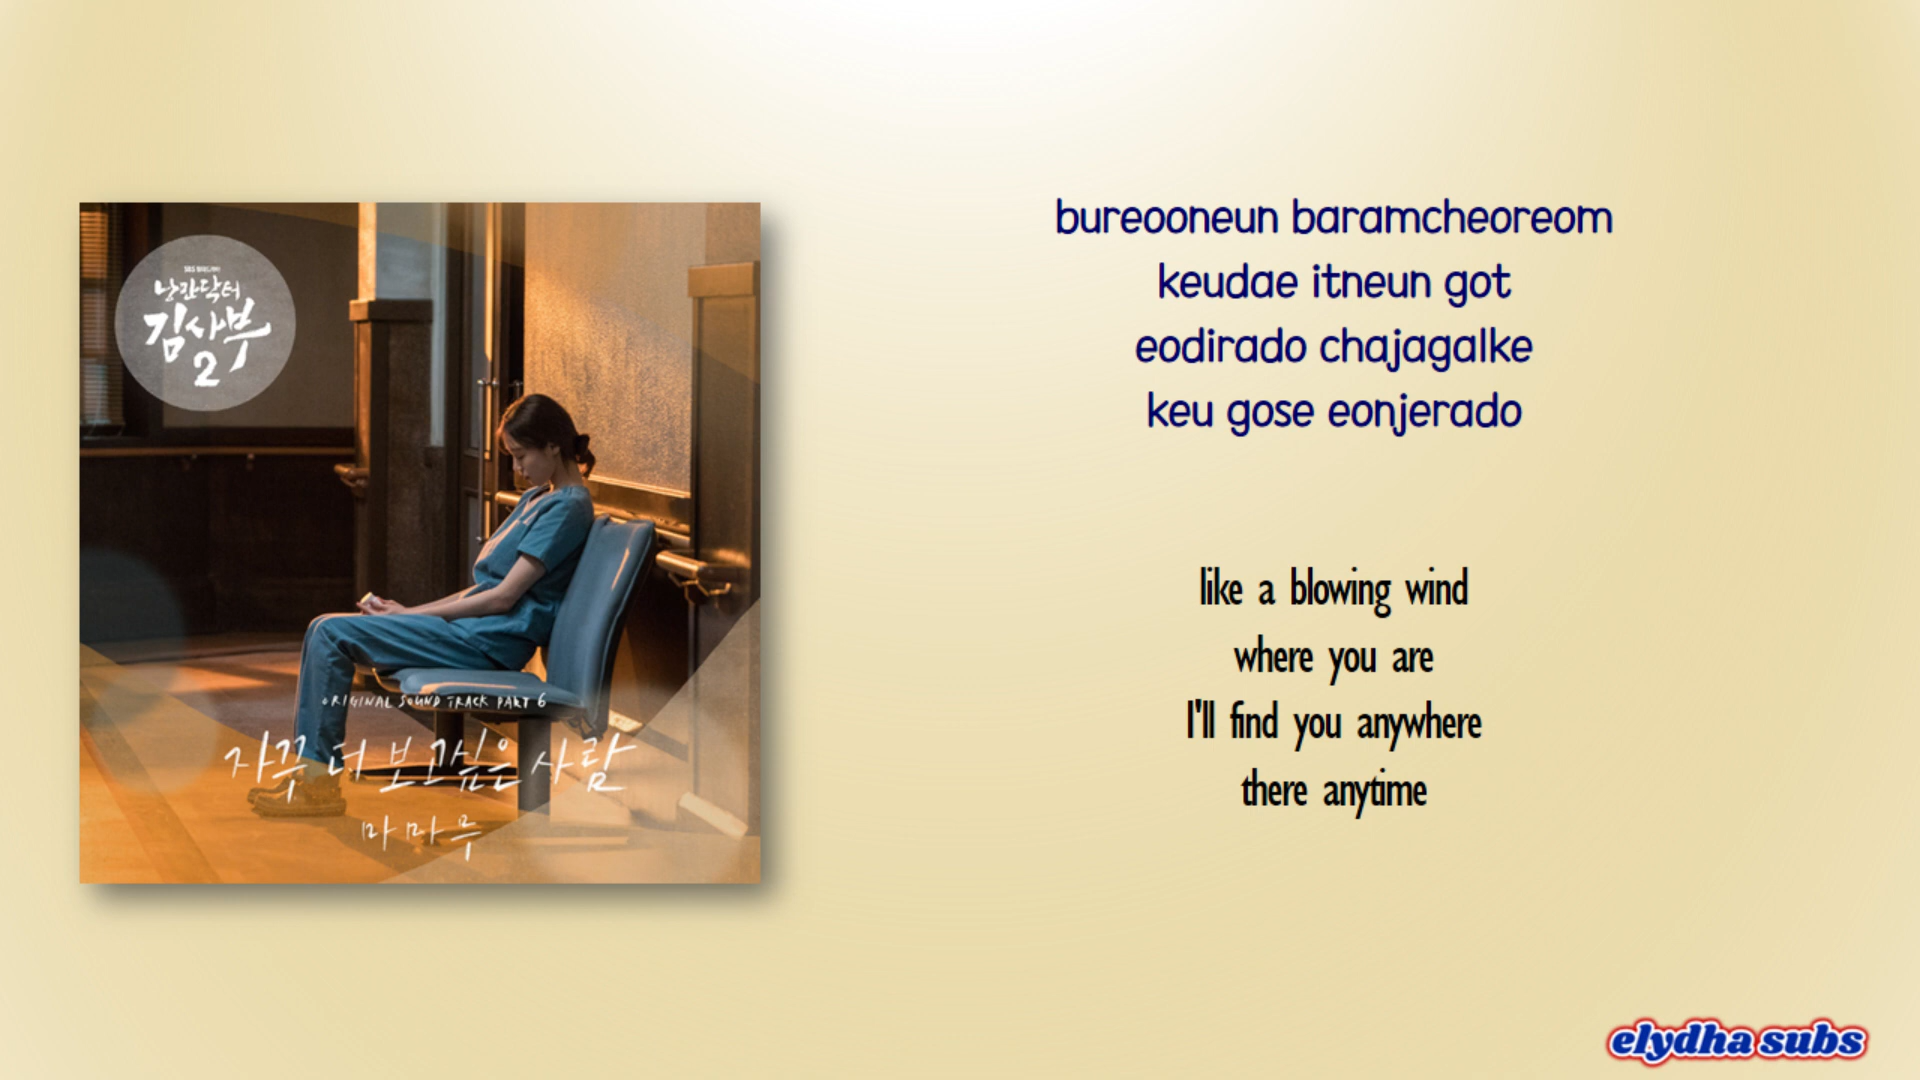 SBS 월화드라마
낭만닥터
김사부
2
ORIGINAL SOUND TRACK PART 6
자꾸 더 보고싶은 사람
마마무
bureooneun baramcheoreom
keudae itneun got
eodirado chajagalke
keu gose eonjerado
like a blowing wind
where you are
I'll find you anywhere
there anytime
elydha subs